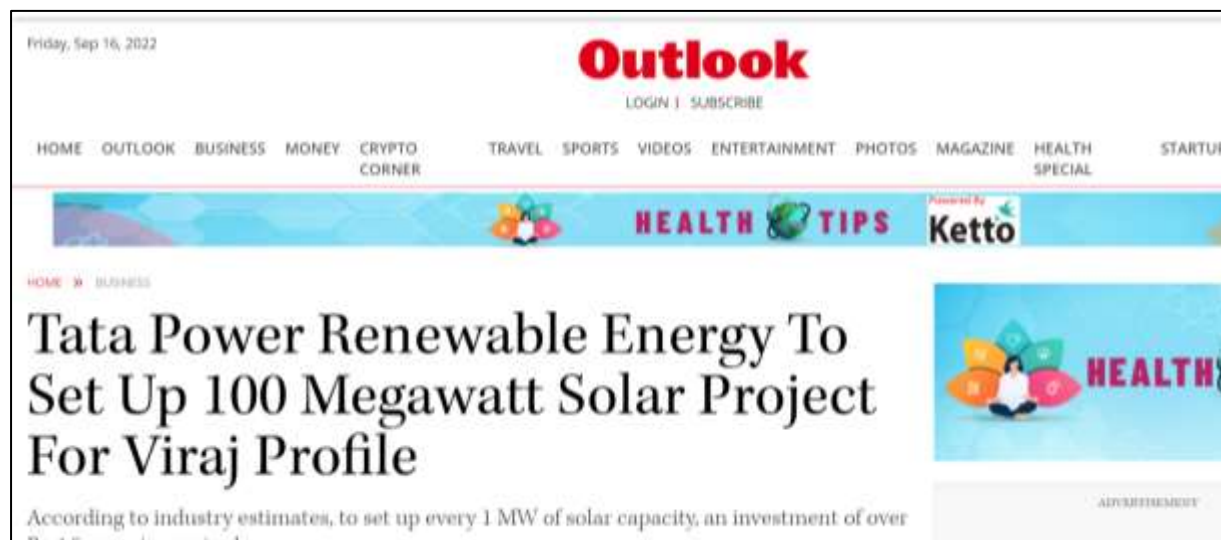 Friday, Sep 16, 2022
Outlook
LOGIN | SUBSCRIBE
HOME OUTLOOK BUSINESS MONEY CRYPTO CORNER TRAVEL SPORTS VIDEOS ENTERTAINMENT PHOTOS MAGAZINE HEALTH SPECIAL
HEALTH TIPS
Powered By
Ketto
HOME » BUSINESS
Tata Power Renewable Energy To
Set Up 100 Megawatt Solar Project
For Viraj Profile
HEALTH
According to industry estimates, to set up every 1 MW of solar capacity, an investment of over
ADVERTISEMENT